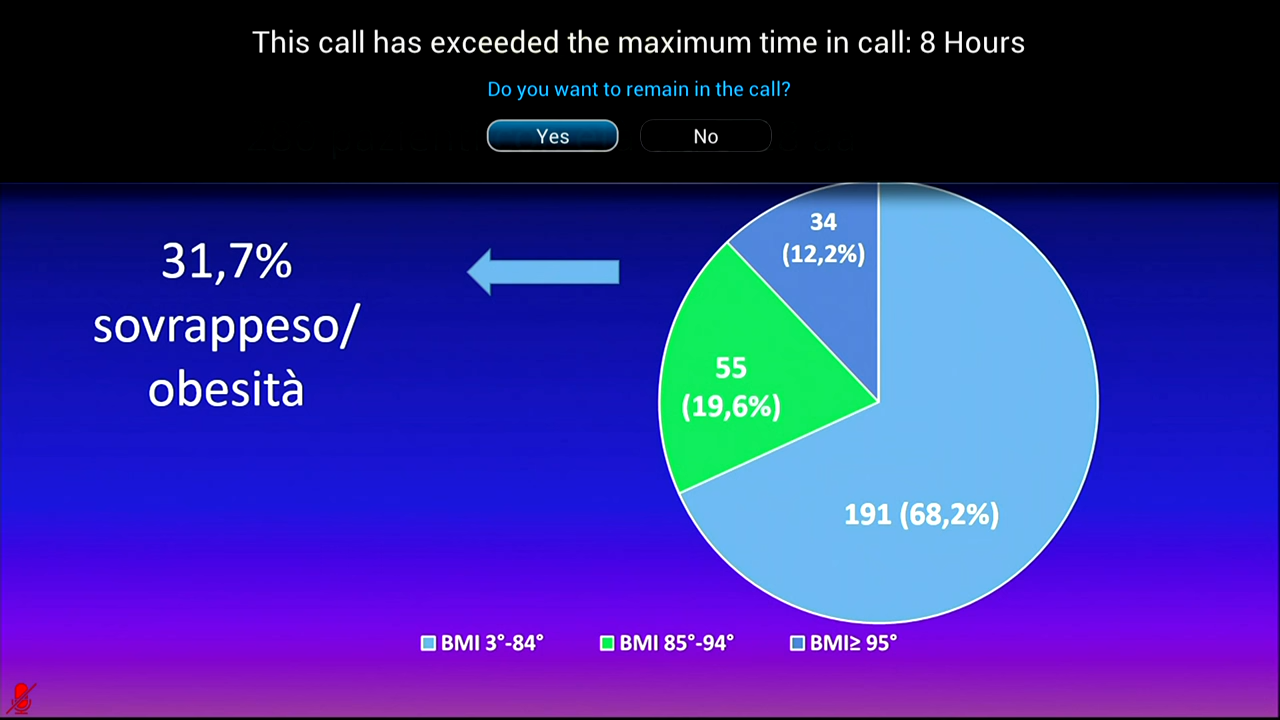 This call has exceeded the maximum time in call: 8 Hours
Do you want to remain in the call?
Yes No
31,7%
sovrappeso/
obesità
34
(12,2%)
55
(19,6%)
191 (68,2%)
BMI 3°-84° BMI 85°-94° BMI≥ 95°